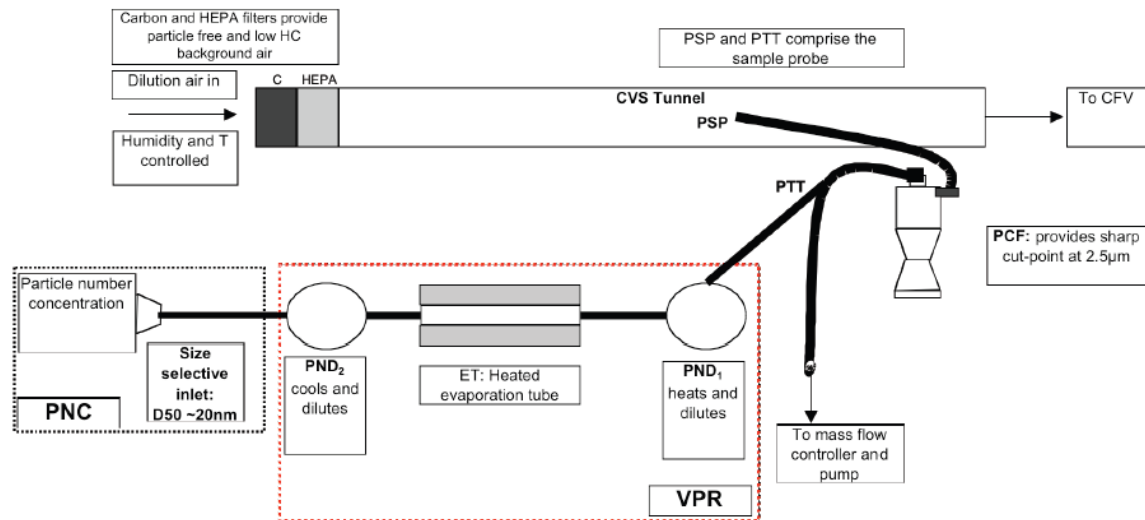 Carbon and HEPA filters provide
particle free and low HC
background air
PSP and PTT comprise the
sample probe
Dilution air in
C HEPA
CVS Tunnel
To CFV
PSP
Humidity and T
controlled
PTT
PCF: provides sharp
cut-point at 2.5µm
Particle number
concentration
Size
selective
inlet:
D50 ~20nm
PNC
PND2
cools and
dilutes
ET: Heated
evaporation tube
PND1
heats and
dilutes
To mass flow
controller and
pump
VPR